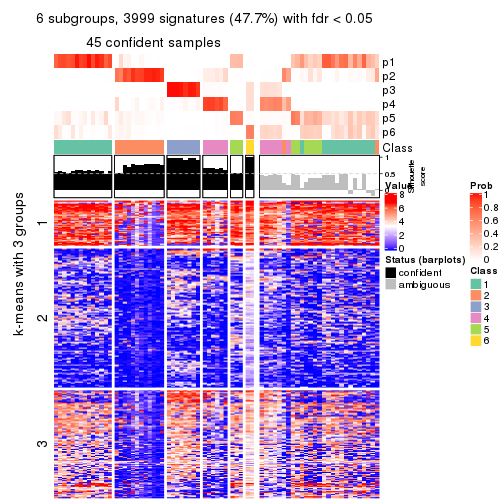 6 subgroups, 3999 signatures (47.7%) with fdr < 0.05
45 confident samples
p1
p2
p3
p4
p5
p6
Class
1
0.5
0
Silhouette
score
k-means with 3 groups
1
2
3
Value
8
6
4
2
0
Status (barplots)
confident
ambiguous
Prob
1
0.8
0.6
0.4
0.2
0
Class
1
2
3
4
5
6